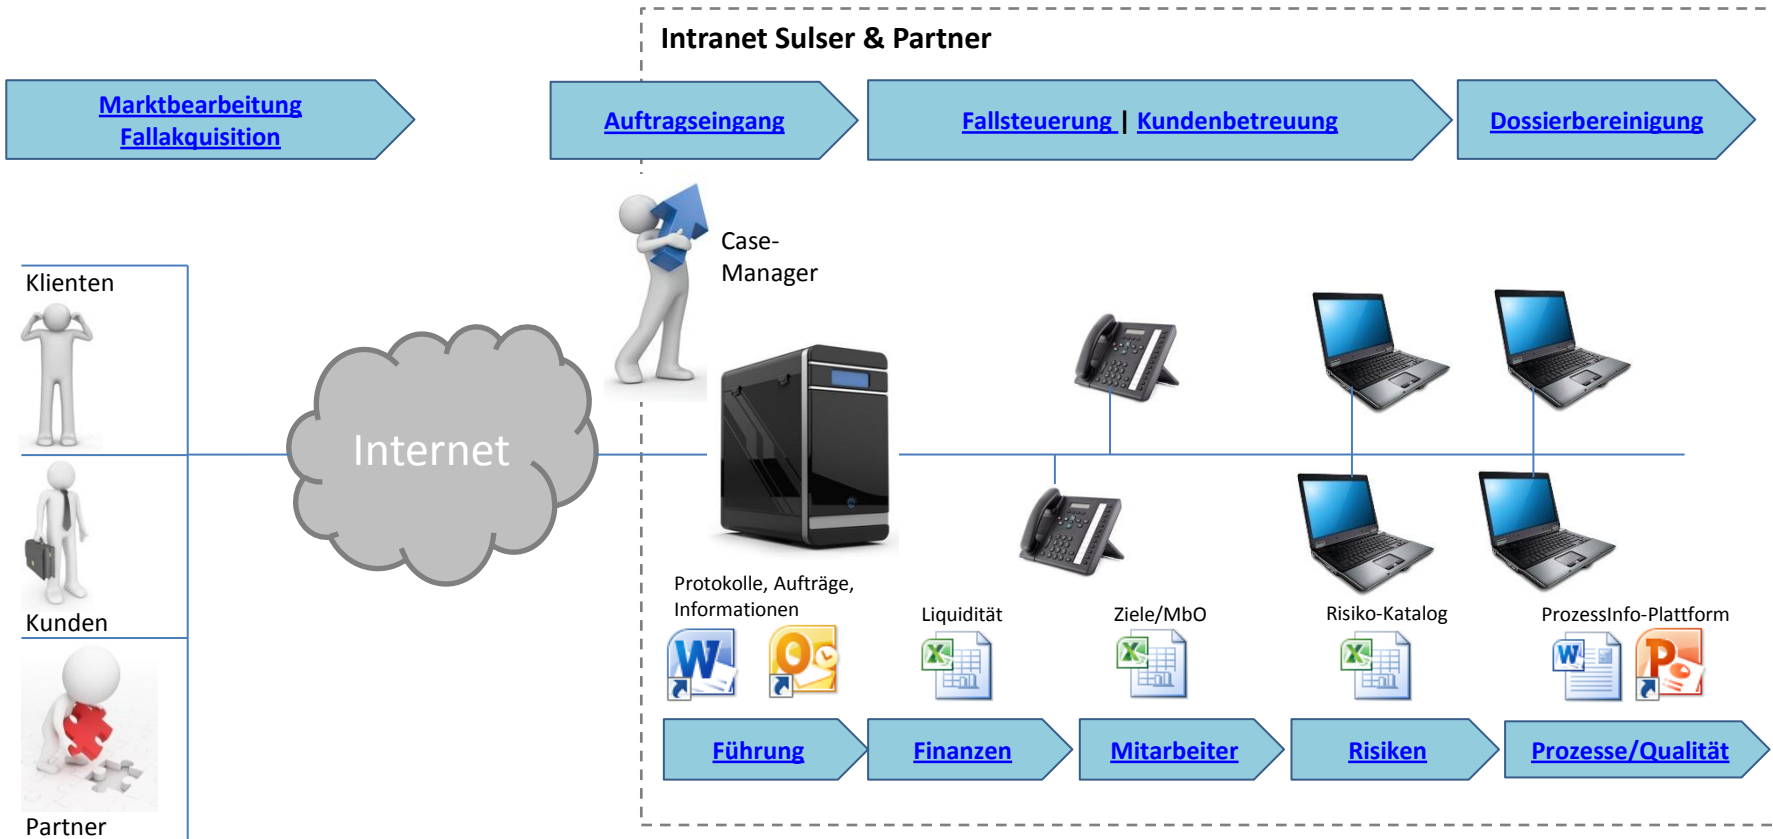 Intranet Sulser & Partner
Marktbearbeitung
Fallakquisition
Auftragseingang
Fallsteuerung | Kundenbetreuung
Dossierbereinigung
Case-
Manager
Klienten
Internet
Kunden
Partner
Protokolle, Aufträge,
Informationen
Liquidität
Ziele/MbO
Risiko-Katalog
ProzessInfo-Plattform
Führung
Finanzen
Mitarbeiter
Risiken
Prozesse/Qualität